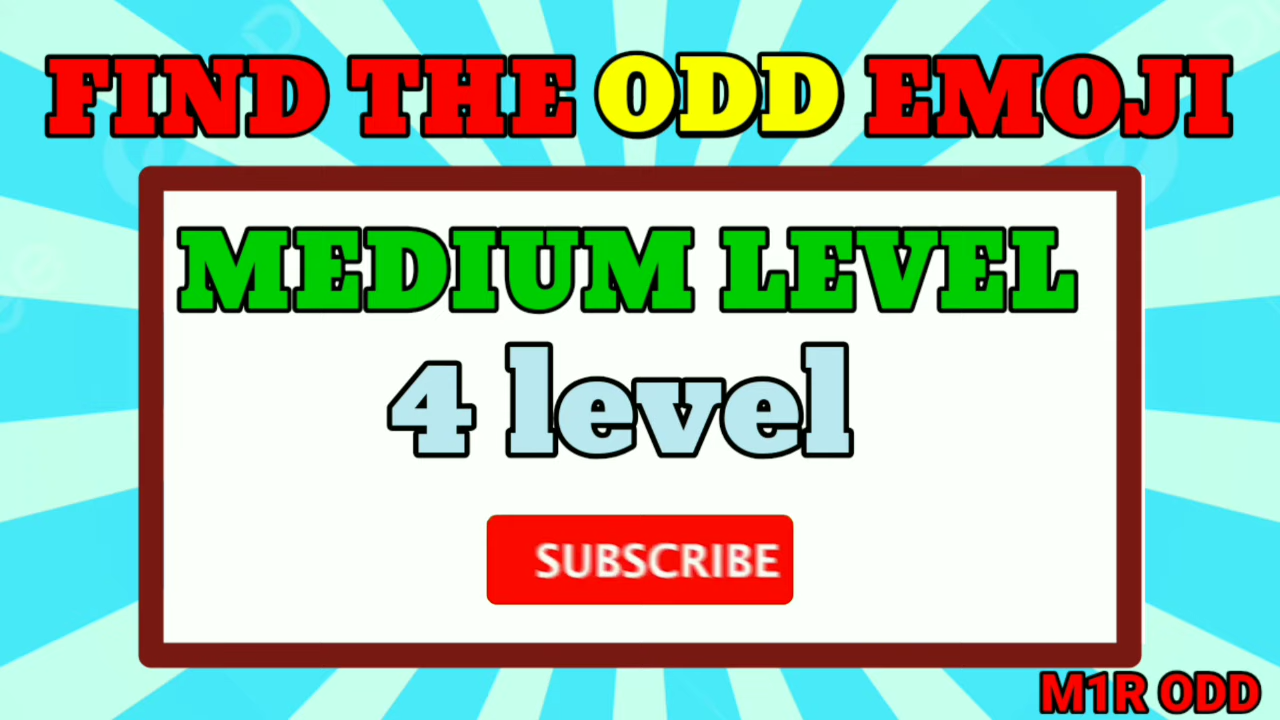 FIND THE ODD EMOJI
MEDIUM LEVEL
4 level
SUBSCRIBE
M1R ODD